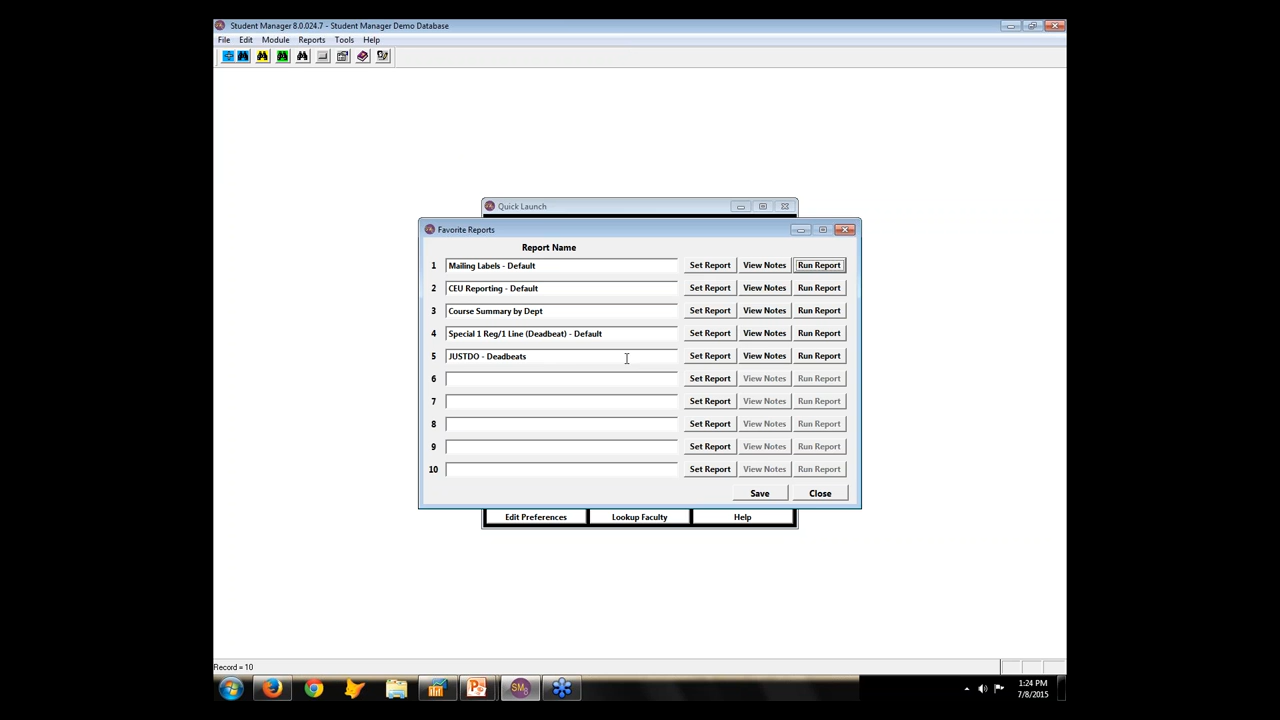 Student Manager 8.0.024.7 - Student Manager Demo Database
File Edit Module Reports Tools Help
Quick Launch
Favorite Reports
Report Name
1 Mailing Labels - Default Set Report View Notes Run Report
2 CEU Reporting - Default Set Report View Notes Run Report
3 Course Summary by Dept Set Report View Notes Run Report
4 Special 1 Reg/1 Line (Deadbeat) - Default Set Report View Notes Run Report
5 JUSTDO - Deadbeats Set Report View Notes Run Report
6 Set Report View Notes Run Report
7 Set Report View Notes Run Report
8 Set Report View Notes Run Report
9 Set Report View Notes Run Report
10 Set Report View Notes Run Report
Save Close
Edit Preferences Lookup Faculty Help
Record = 10
SM8
1:24 PM
7/8/2015